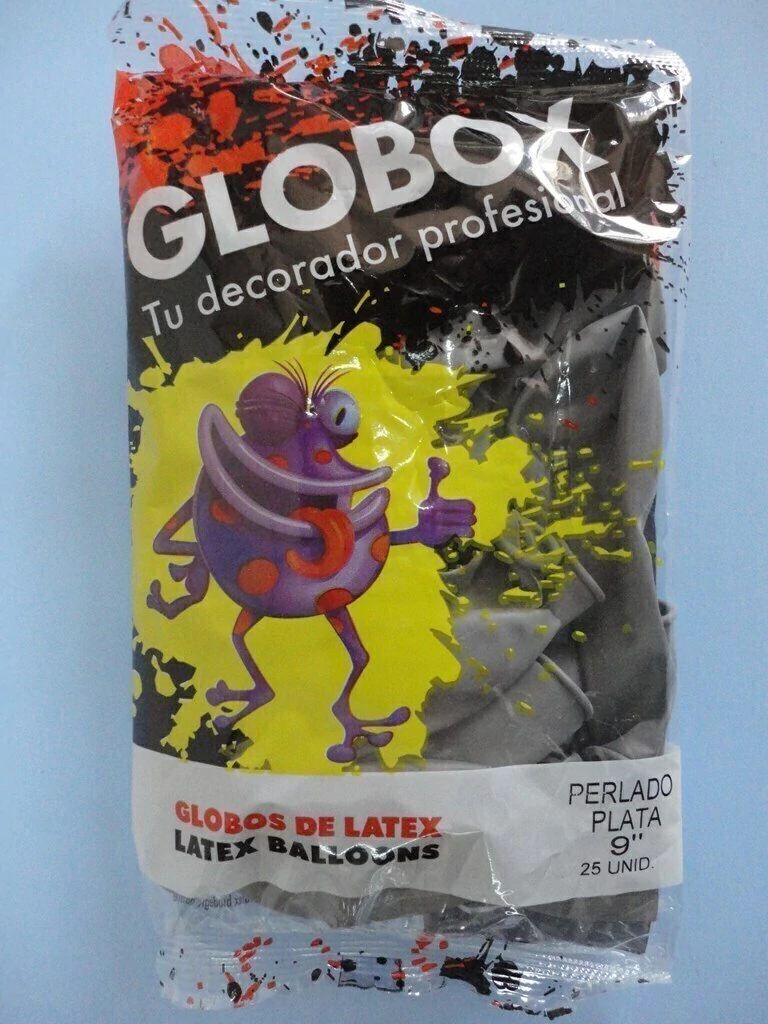 GLOBOX
Tu decorador profesional
GLOBOS DE LATEX
LATEX BALLOONS
PERLADO
PLATA
9"
25 UNID.